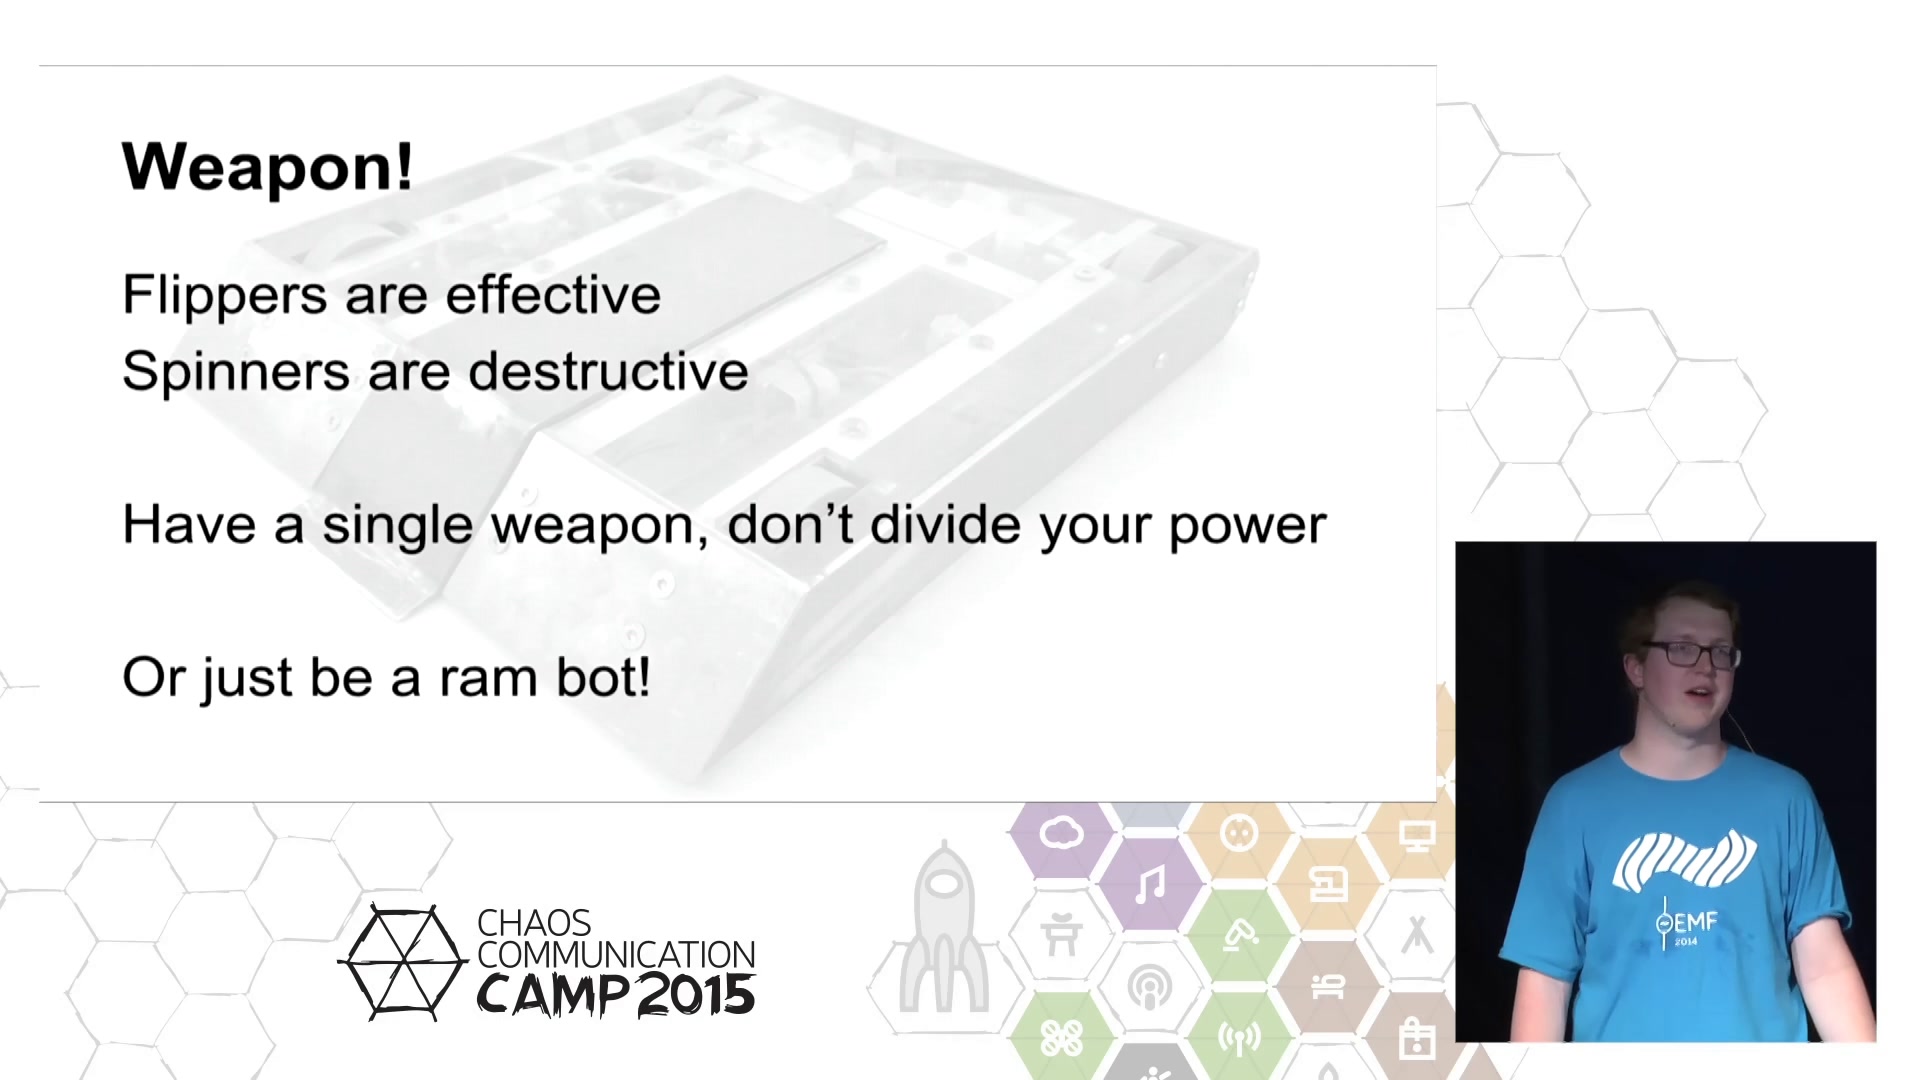 Weapon!
Flippers are effective
Spinners are destructive
Have a single weapon, don’t divide your power
Or just be a ram bot!
CHAOS
COMMUNICATION
CAMP 2015
EMF
2014